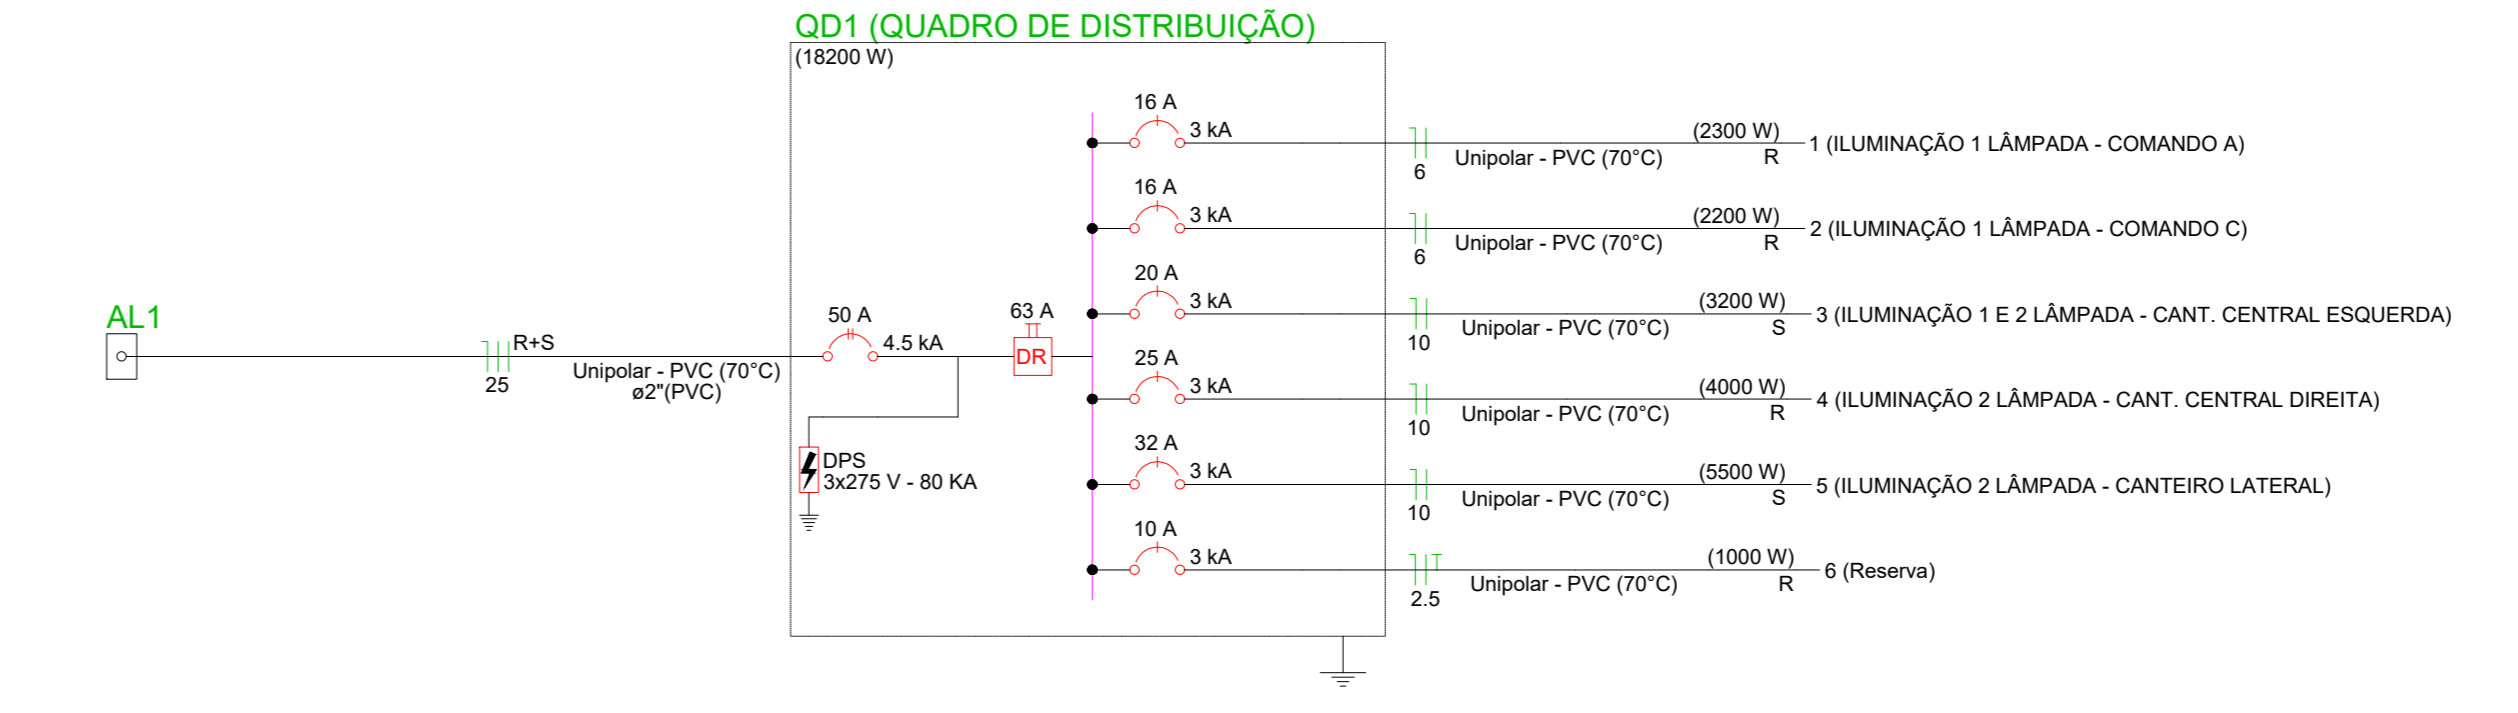 QD1 (QUADRO DE DISTRIBUIÇÃO)
(18200 W)
16 A
3 kA
(2300 W)
1 (ILUMINAÇÃO 1 LÂMPADA - COMANDO A)
Unipolar - PVC (70°C)
R
6
16 A
3 kA
(2200 W)
2 (ILUMINAÇÃO 1 LÂMPADA - COMANDO C)
Unipolar - PVC (70°C)
R
6
20 A
3 kA
(3200 W)
3 (ILUMINAÇÃO 1 E 2 LÂMPADA - CANT. CENTRAL ESQUERDA)
Unipolar - PVC (70°C)
S
10
AL1
R+S
25
Unipolar - PVC (70°C)
ø2"(PVC)
50 A
4.5 kA
63 A
DR
25 A
3 kA
(4000 W)
4 (ILUMINAÇÃO 2 LÂMPADA - CANT. CENTRAL DIREITA)
Unipolar - PVC (70°C)
R
10
DPS
3x275 V - 80 KA
32 A
3 kA
(5500 W)
5 (ILUMINAÇÃO 2 LÂMPADA - CANTEIRO LATERAL)
Unipolar - PVC (70°C)
S
10
10 A
3 kA
(1000 W)
6 (Reserva)
Unipolar - PVC (70°C)
R
2.5